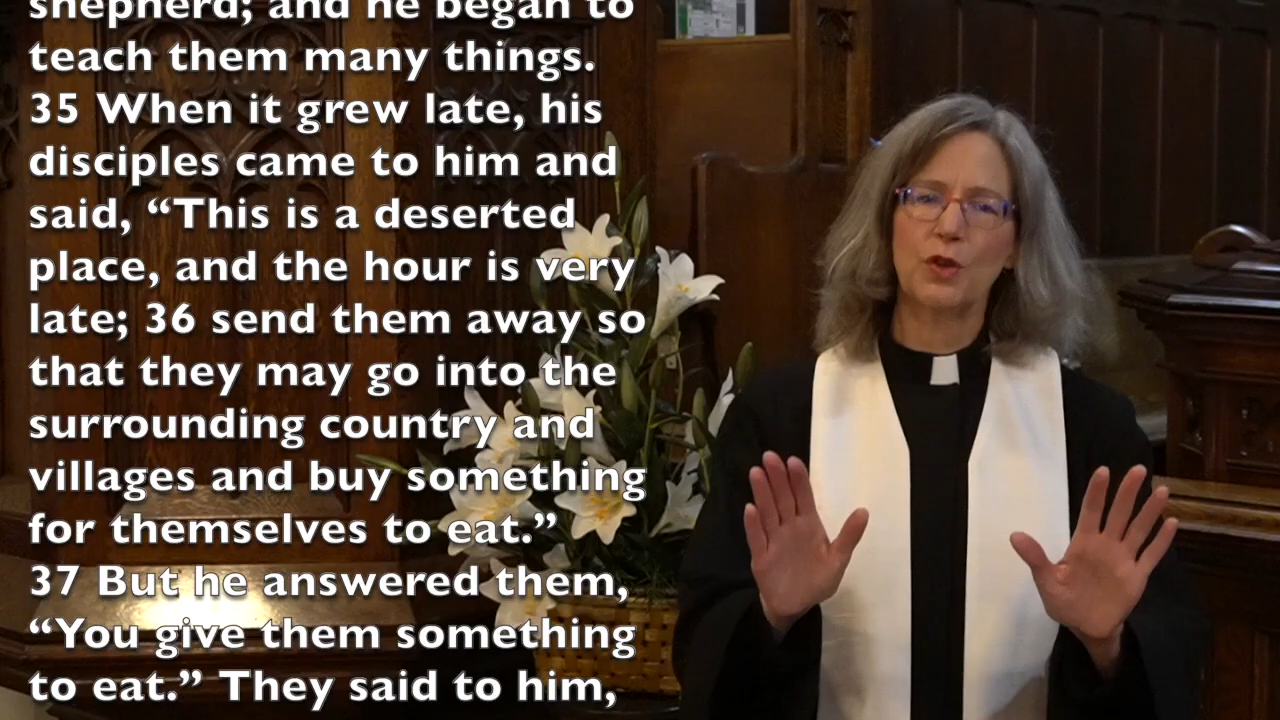 shepherd; and he began to
teach them many things.
35 When it grew late, his
disciples came to him and
said, “This is a deserted
place, and the hour is very
late; 36 send them away so
that they may go into the
surrounding country and
villages and buy something
for themselves to eat.”
37 But he answered them,
“You give them something
to eat.” They said to him,